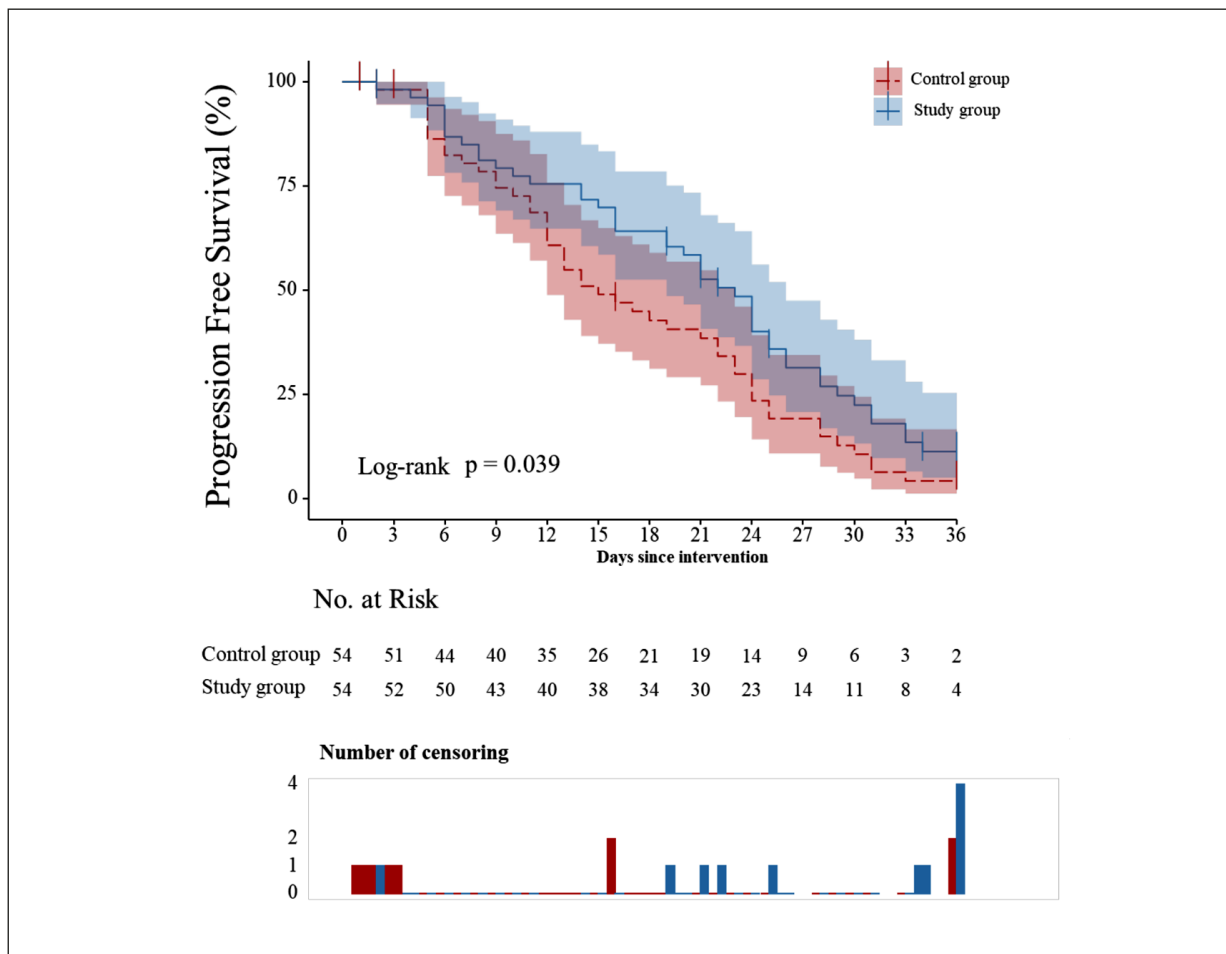 Progression Free Survival (%)
100
75
50
25
0
Control group
Study group
Log-rank p = 0.039
0 3 6 9 12 15 18 21 24 27 30 33 36
Days since intervention
No. at Risk
Control group 54 51 44 40 35 26 21 19 14 9 6 3 2
Study group 54 52 50 43 40 38 34 30 23 14 11 8 4
Number of censoring
4
2
1
0